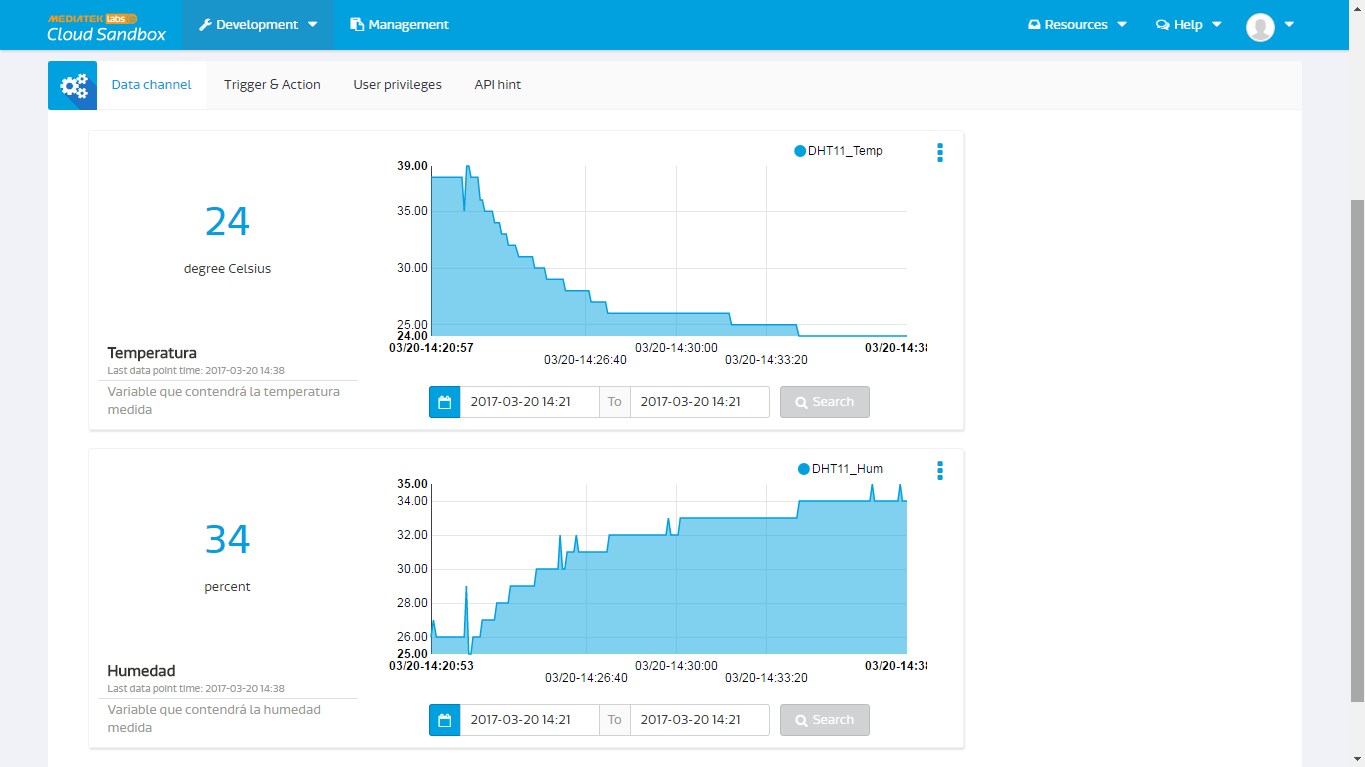 MEDIATEK labs
Cloud Sandbox
Development
Management
Resources
Help
Data channel
Trigger & Action
User privileges
API hint
24
degree Celsius
Temperatura
Last data point time: 2017-03-20 14:38
Variable que contendrá la temperatura
medida
DHT11_Temp
39.00
35.00
30.00
25.00
24.00
03/20-14:20:57
03/20-14:26:40
03/20-14:30:00
03/20-14:33:20
03/20-14:38
2017-03-20 14:21
To
2017-03-20 14:21
Search
34
percent
Humedad
Last data point time: 2017-03-20 14:38
Variable que contendrá la humedad
medida
DHT11_Hum
35.00
34.00
32.00
30.00
28.00
26.00
25.00
03/20-14:20:53
03/20-14:26:40
03/20-14:30:00
03/20-14:33:20
03/20-14:38
2017-03-20 14:21
To
2017-03-20 14:21
Search